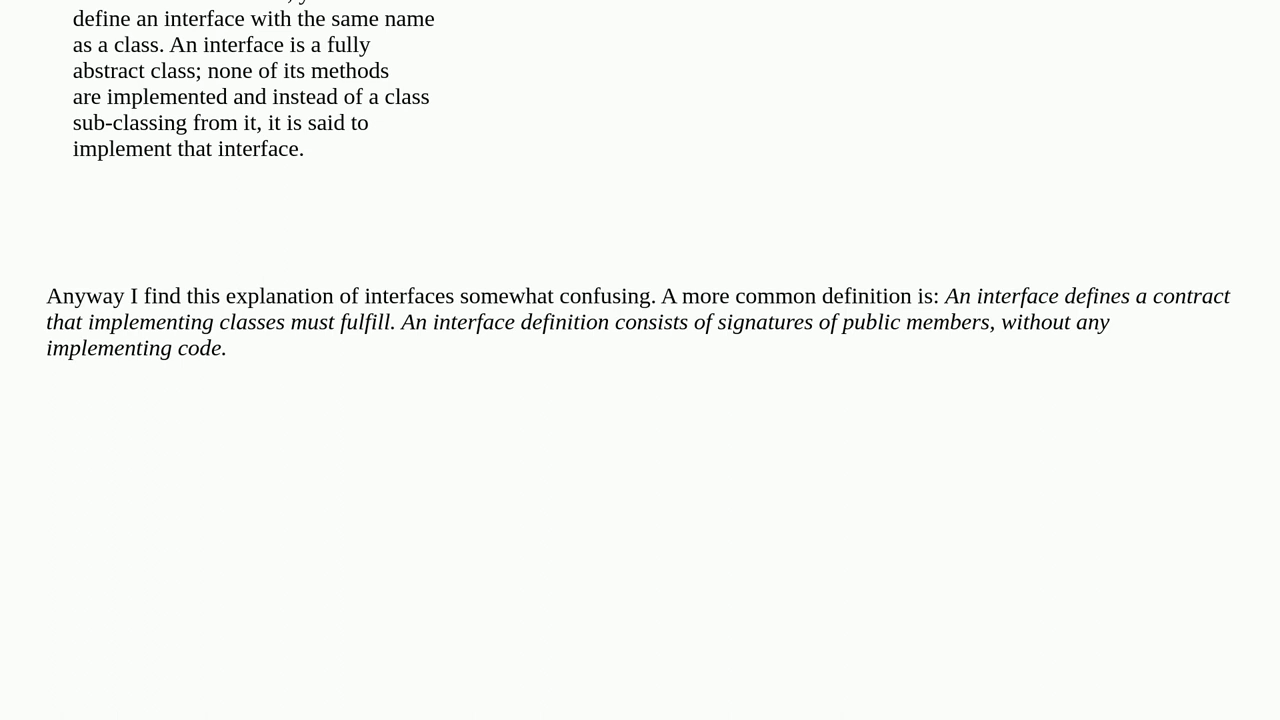 define an interface with the same name
as a class. An interface is a fully
abstract class; none of its methods
are implemented and instead of a class
sub-classing from it, it is said to
implement that interface.
Anyway I find this explanation of interfaces somewhat confusing. A more common definition is: An interface defines a contract
that implementing classes must fulfill. An interface definition consists of signatures of public members, without any
implementing code.